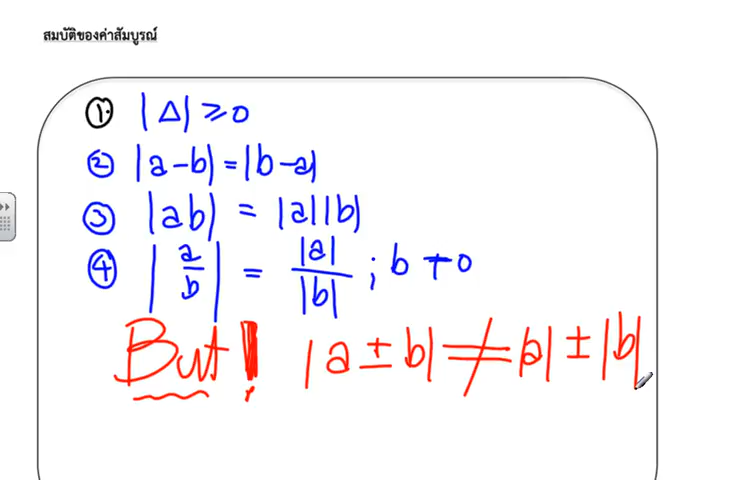 สมบัติของค่าสัมบูรณ์
① |Δ| ≥ 0
② |a-b| = |b-a|
③ |ab| = |a||b|
④ |a/b| = |a|/|b| ; b ≠ 0
But! |a ± b| ≠ |a| ± |b|